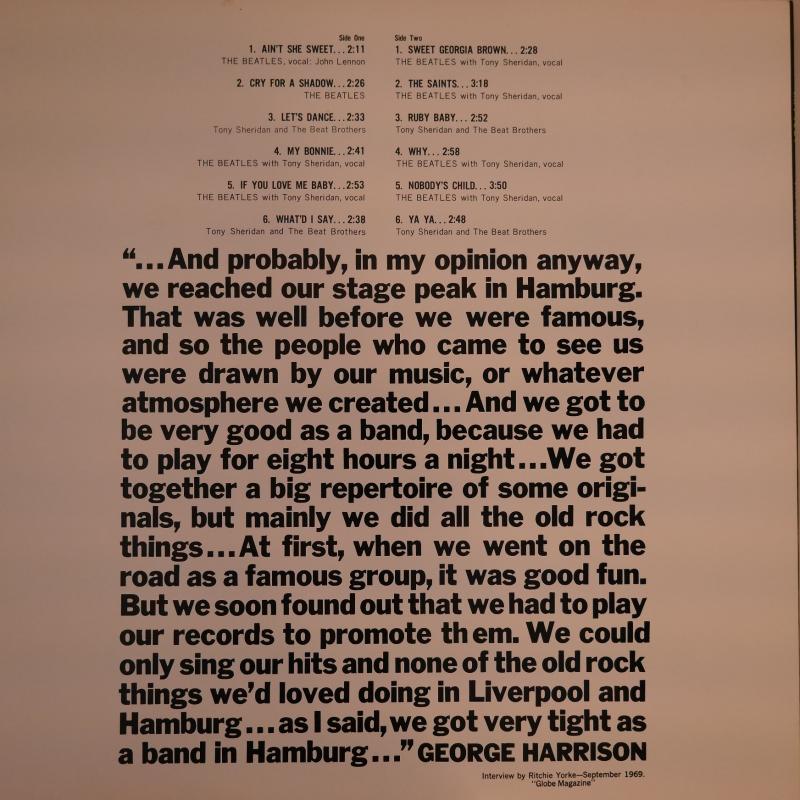 Side One
1. AIN'T SHE SWEET...2:11
THE BEATLES, vocal: John Lennon
2. CRY FOR A SHADOW...2:26
THE BEATLES
3. LET'S DANCE...2:33
Tony Sheridan and The Beat Brothers
4. MY BONNIE...2:41
THE BEATLES with Tony Sheridan, vocal
5. IF YOU LOVE ME BABY...2:53
THE BEATLES with Tony Sheridan, vocal
6. WHAT'D I SAY...2:38
Tony Sheridan and The Beat Brothers
Side Two
1. SWEET GEORGIA BROWN...2:28
THE BEATLES with Tony Sheridan, vocal
2. THE SAINTS...3:18
THE BEATLES with Tony Sheridan, vocal
3. RUBY BABY...2:52
Tony Sheridan and The Beat Brothers
4. WHY...2:58
THE BEATLES with Tony Sheridan, vocal
5. NOBODY'S CHILD...3:50
THE BEATLES with Tony Sheridan, vocal
6. YA YA...2:48
Tony Sheridan and The Beat Brothers
“...And probably, in my opinion anyway,
we reached our stage peak in Hamburg.
That was well before we were famous,
and so the people who came to see us
were drawn by our music, or whatever
atmosphere we created...And we got to
be very good as a band, because we had
to play for eight hours a night...We got
together a big repertoire of some origi-
nals, but mainly we did all the old rock
things...At first, when we went on the
road as a famous group, it was good fun.
But we soon found out that we had to play
our records to promote them. We could
only sing our hits and none of the old rock
things we'd loved doing in Liverpool and
Hamburg...as I said, we got very tight as
a band in Hamburg...” GEORGE HARRISON
Interview by Ritchie Yorke—September 1969.
"Globe Magazine"